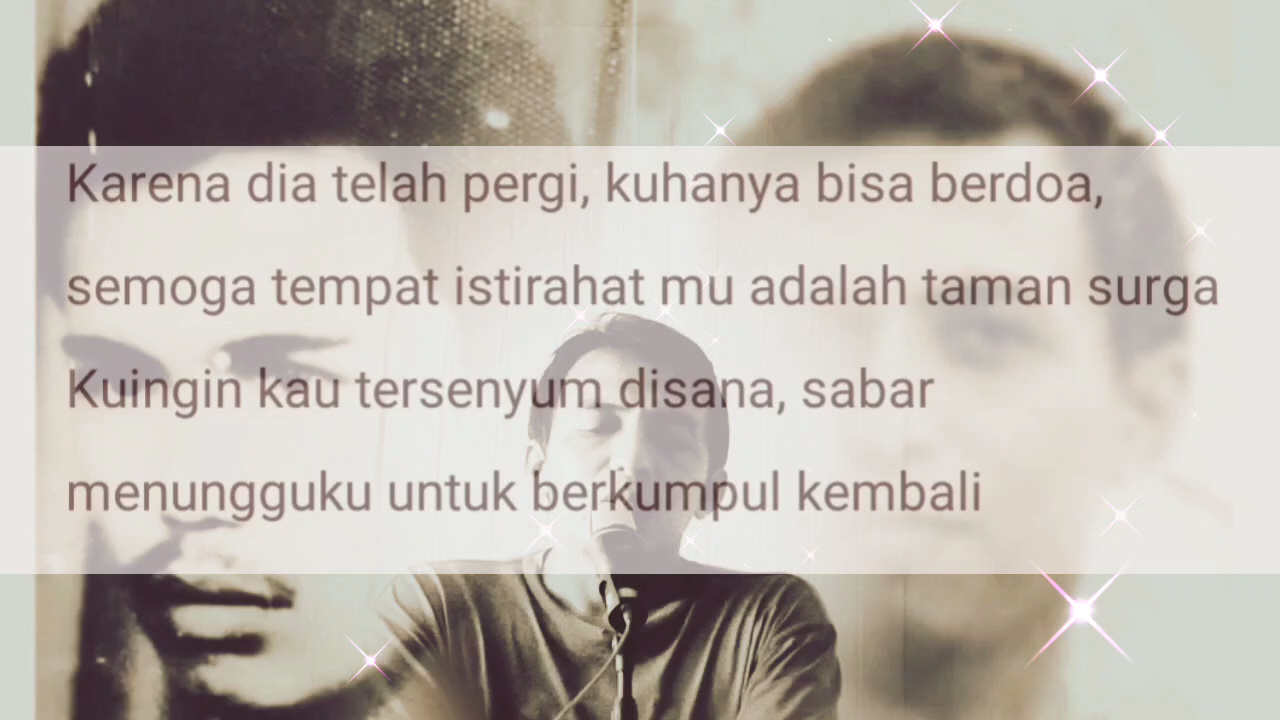 Karena dia telah pergi, kuhanya bisa berdoa,
semoga tempat istirahat mu adalah taman surga
Kuingin kau tersenyum disana, sabar
menungguku untuk berkumpul kembali